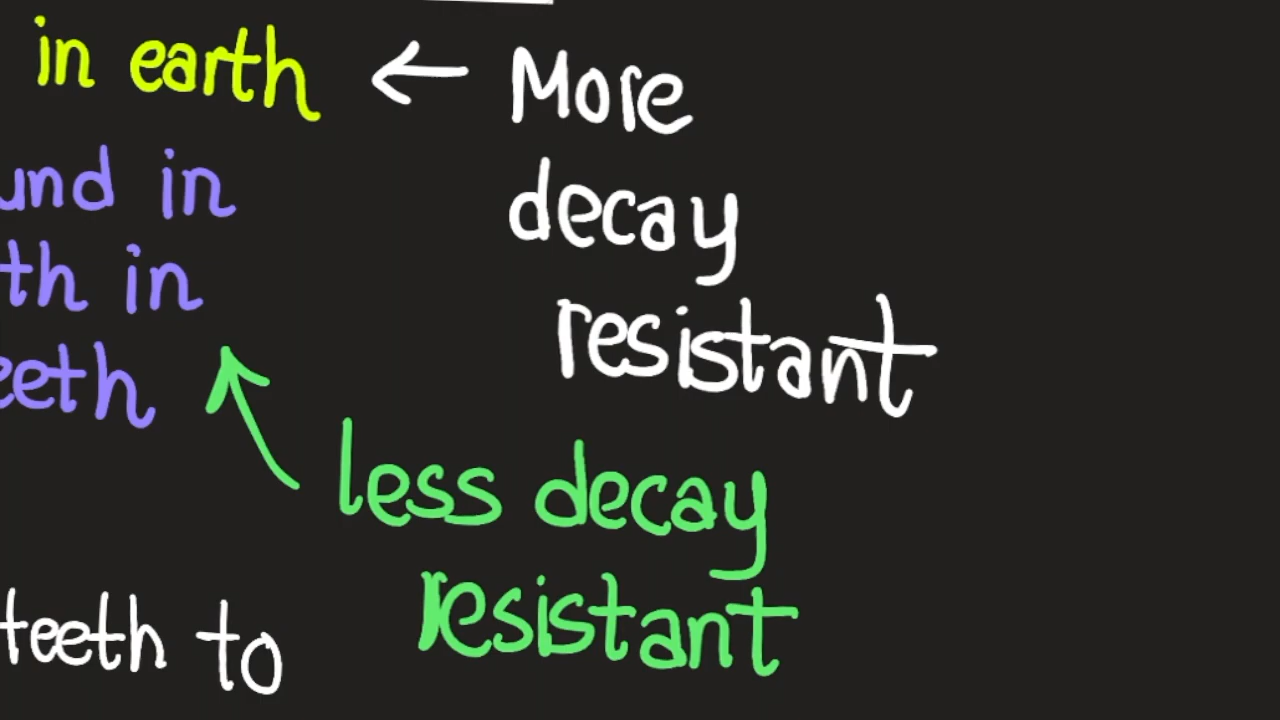 in earth ← More
decay
resistant
und in
th in
eeth
less decay
resistant
teeth to